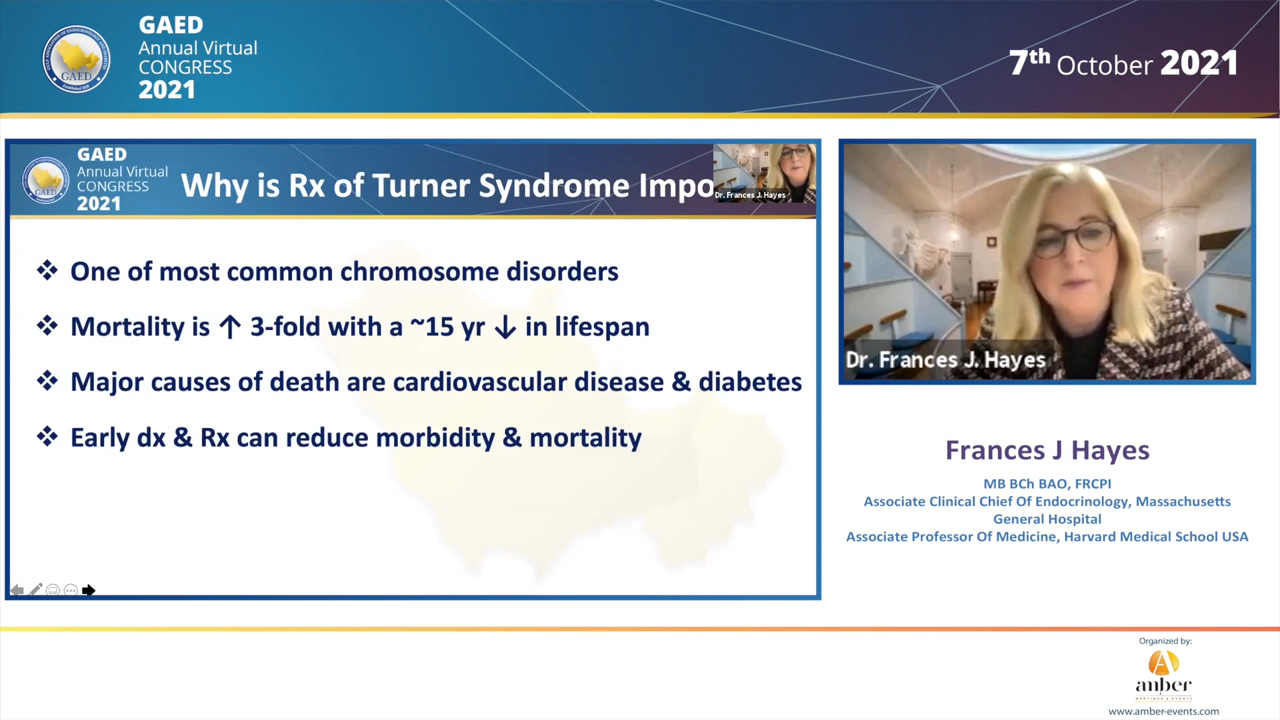 GAED
Annual Virtual
CONGRESS
2021
7th October 2021
GAED
Annual Virtual
CONGRESS
2021
Why is Rx of Turner Syndrome Impo
Dr. Frances J. Hayes
❖ One of most common chromosome disorders
❖ Mortality is ↑ 3-fold with a ~15 yr ↓ in lifespan
❖ Major causes of death are cardiovascular disease & diabetes
❖ Early dx & Rx can reduce morbidity & mortality
Dr. Frances J. Hayes
Frances J Hayes
MB BCh BAO, FRCPI
Associate Clinical Chief Of Endocrinology, Massachusetts
General Hospital
Associate Professor Of Medicine, Harvard Medical School USA
Organized by:
anber
MEETINGS & EVENTS
www.amber-events.com